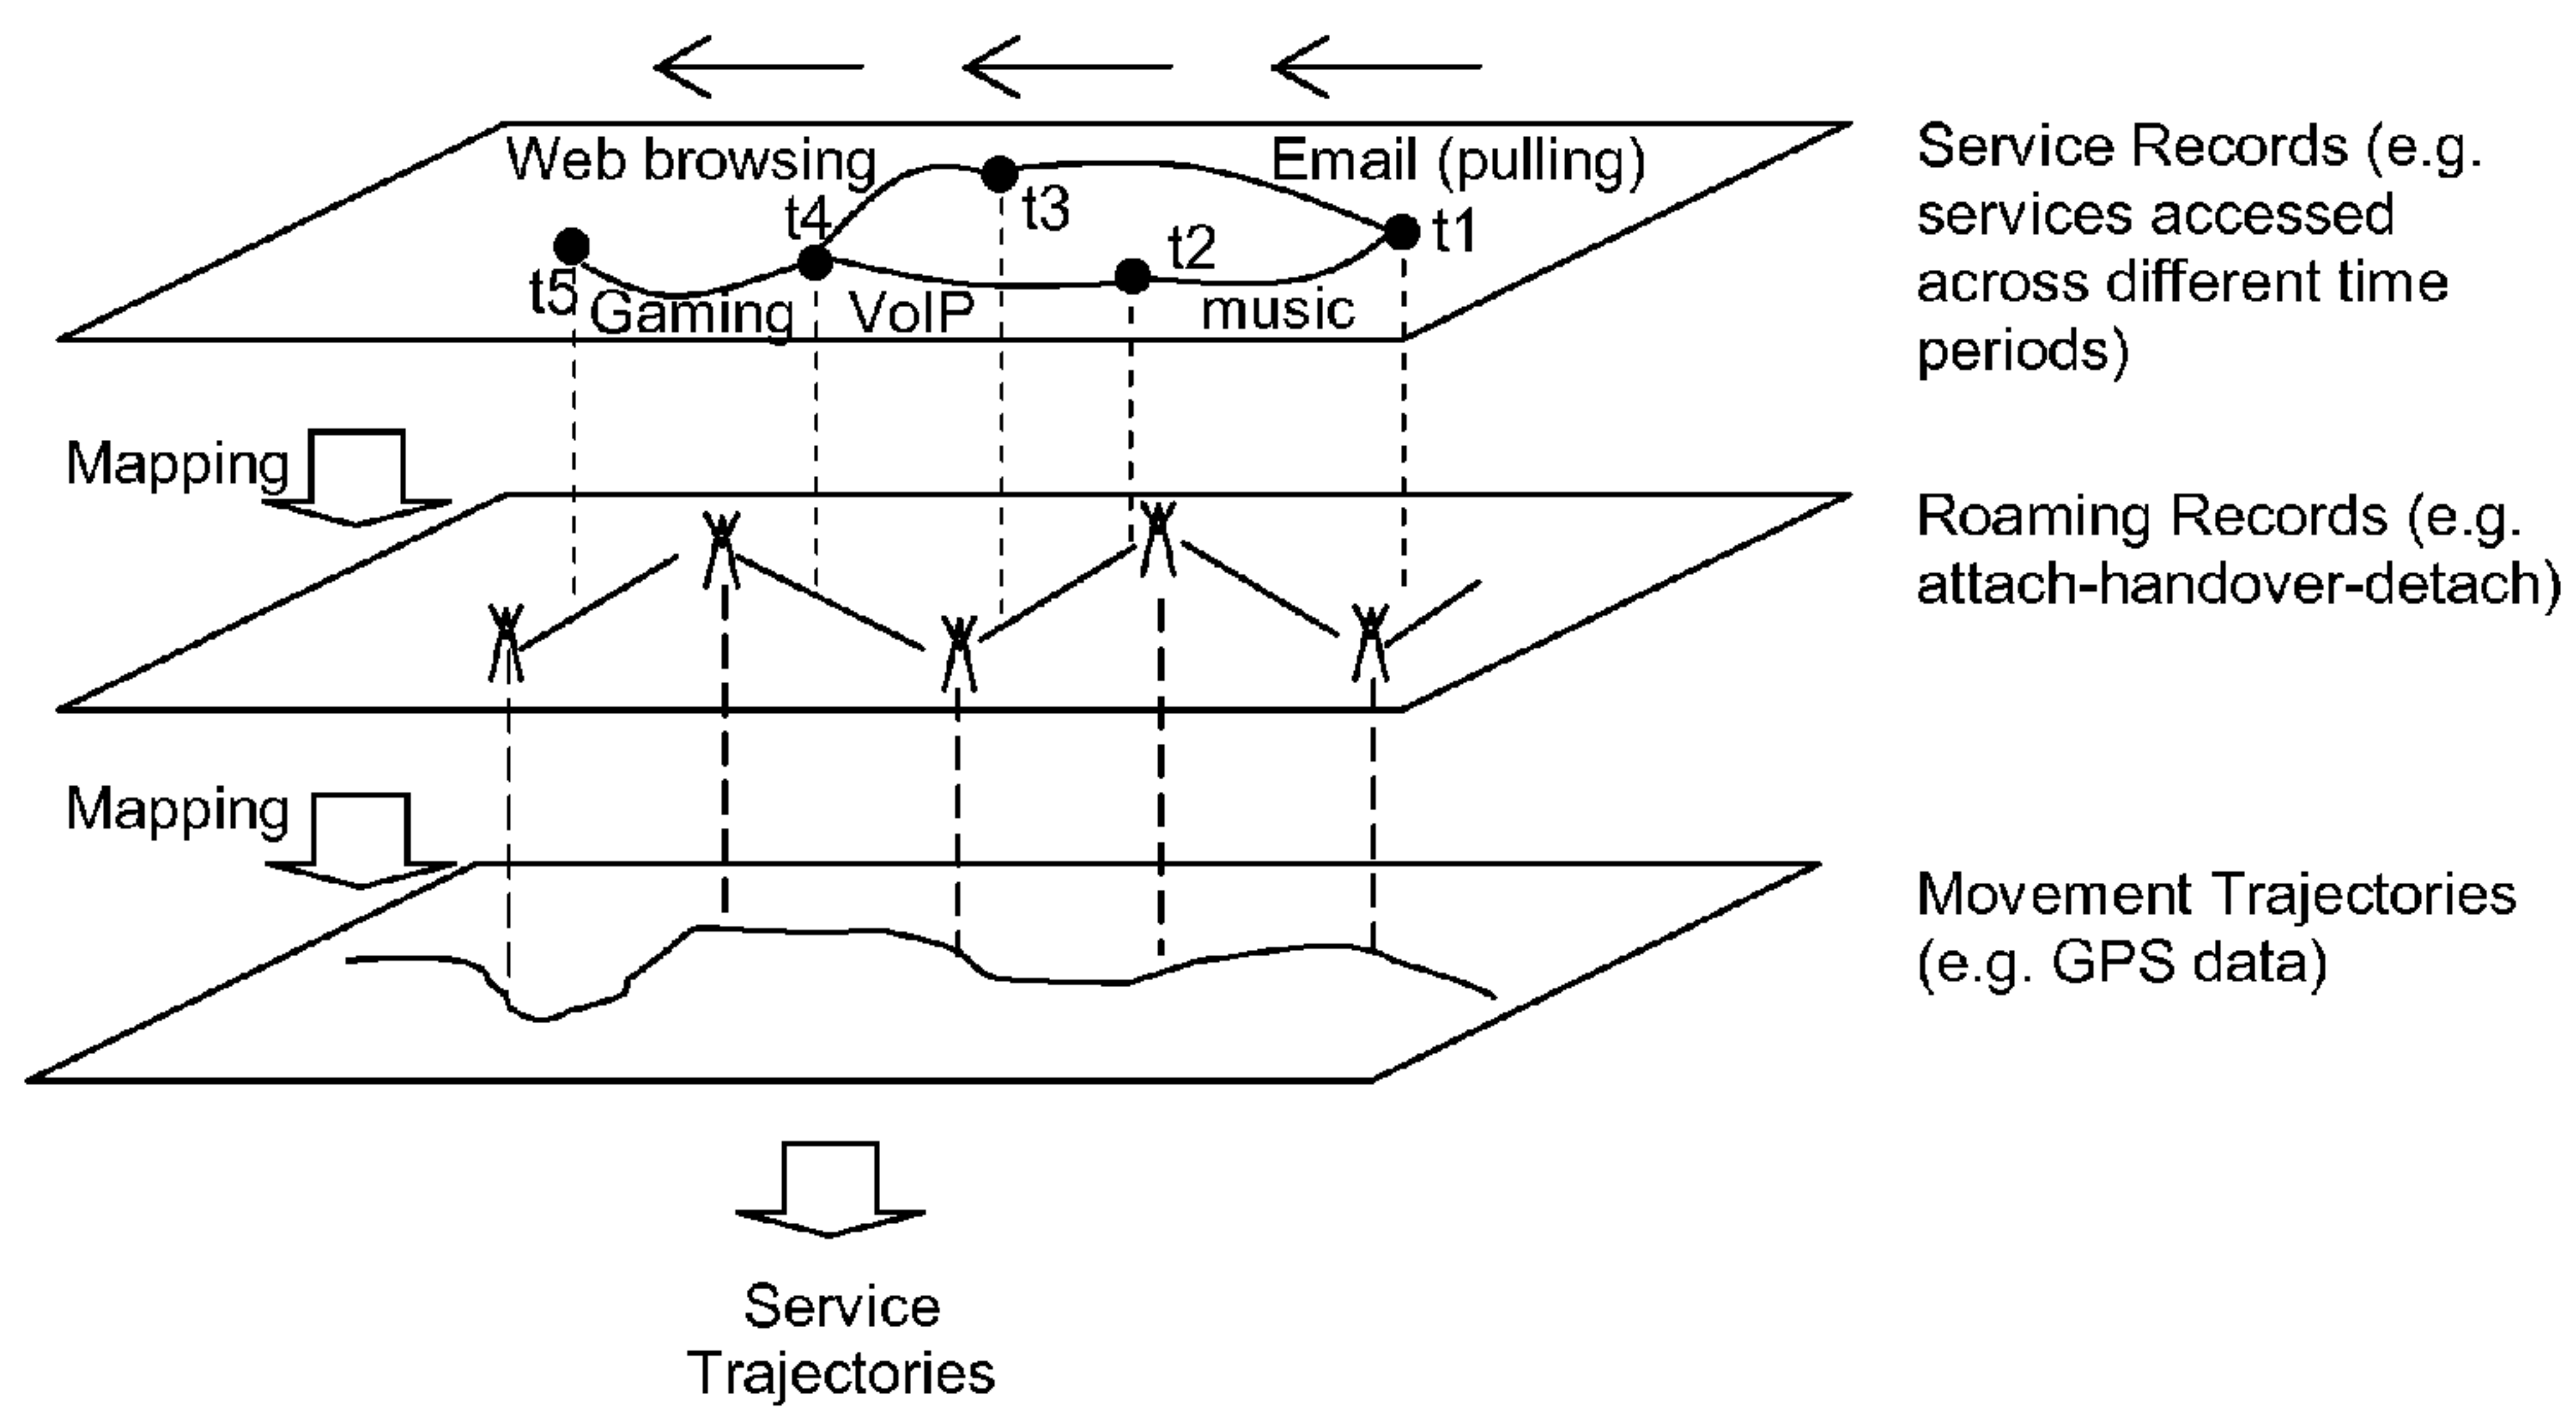 Web browsing
Email (pulling)
t4
t3
t2
t1
t5
Gaming
VoIP
music
Service Records (e.g.
services accessed
across different time
periods)
Mapping
Roaming Records (e.g.
attach-handover-detach)
Mapping
Movement Trajectories
(e.g. GPS data)
Service
Trajectories